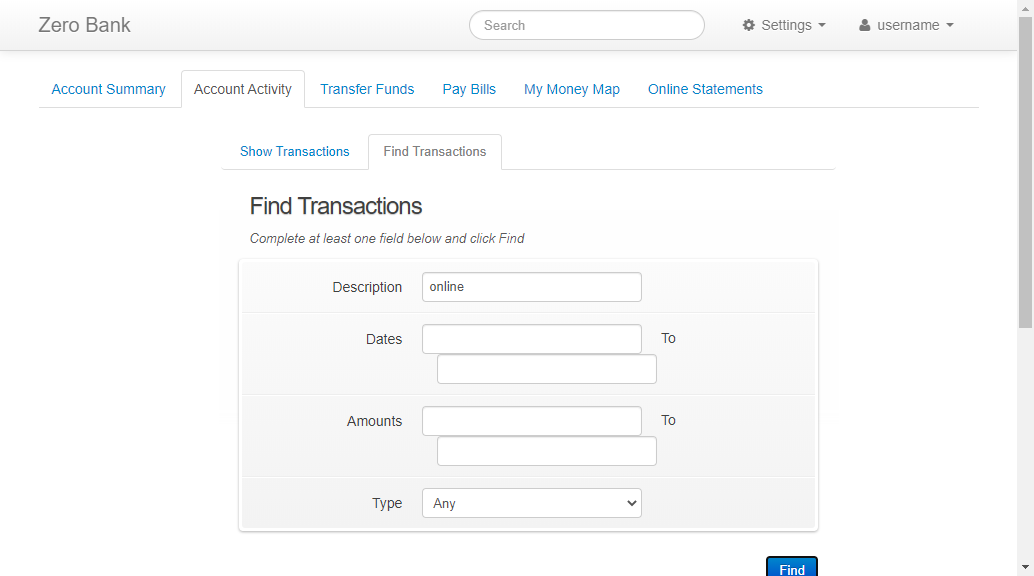 Zero Bank Search Settings username
Account Summary Account Activity Transfer Funds Pay Bills My Money Map Online Statements
Show Transactions Find Transactions
Find Transactions
Complete at least one field below and click Find
Description online
Dates To
Amounts To
Type Any
Find